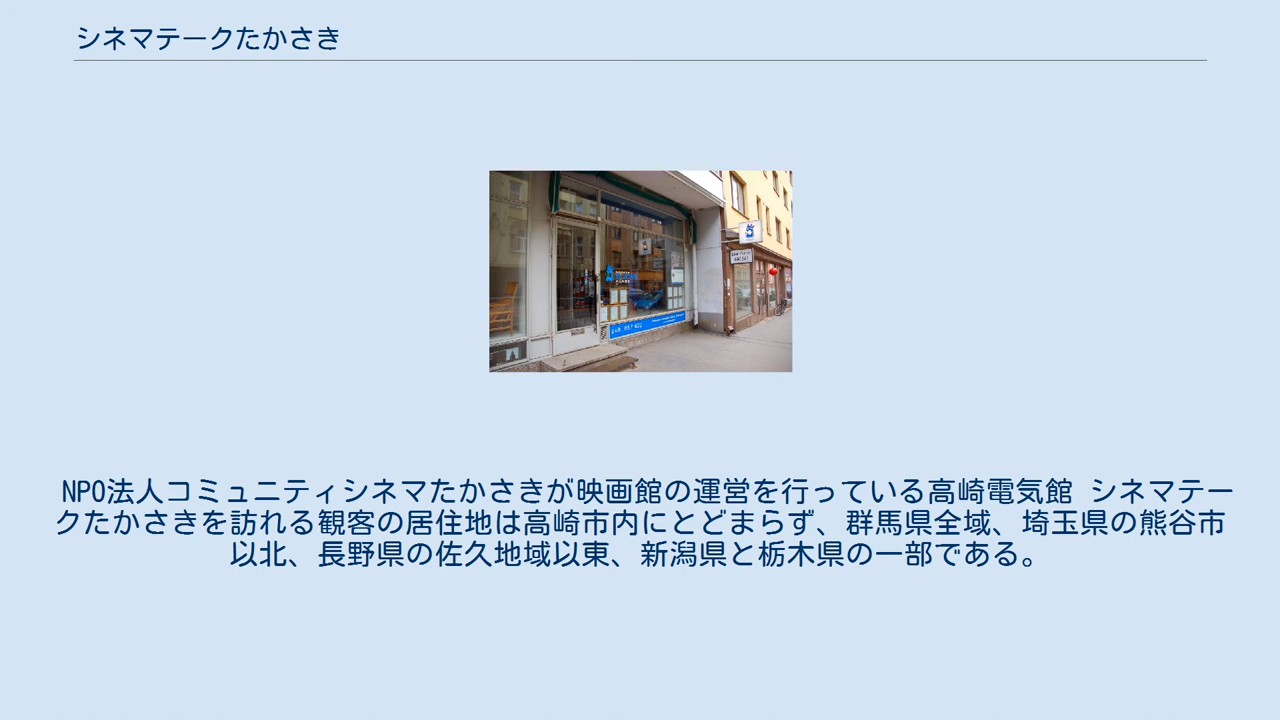 シネマテークたかさき
NPO法人コミュニティシネマたかさきが映画館の運営を行っている高崎電気館 シネマテー
クたかさきを訪れる観客の居住地は高崎市内にとどまらず、群馬県全域、埼玉県の熊谷市
以北、長野県の佐久地域以東、新潟県と栃木県の一部である。